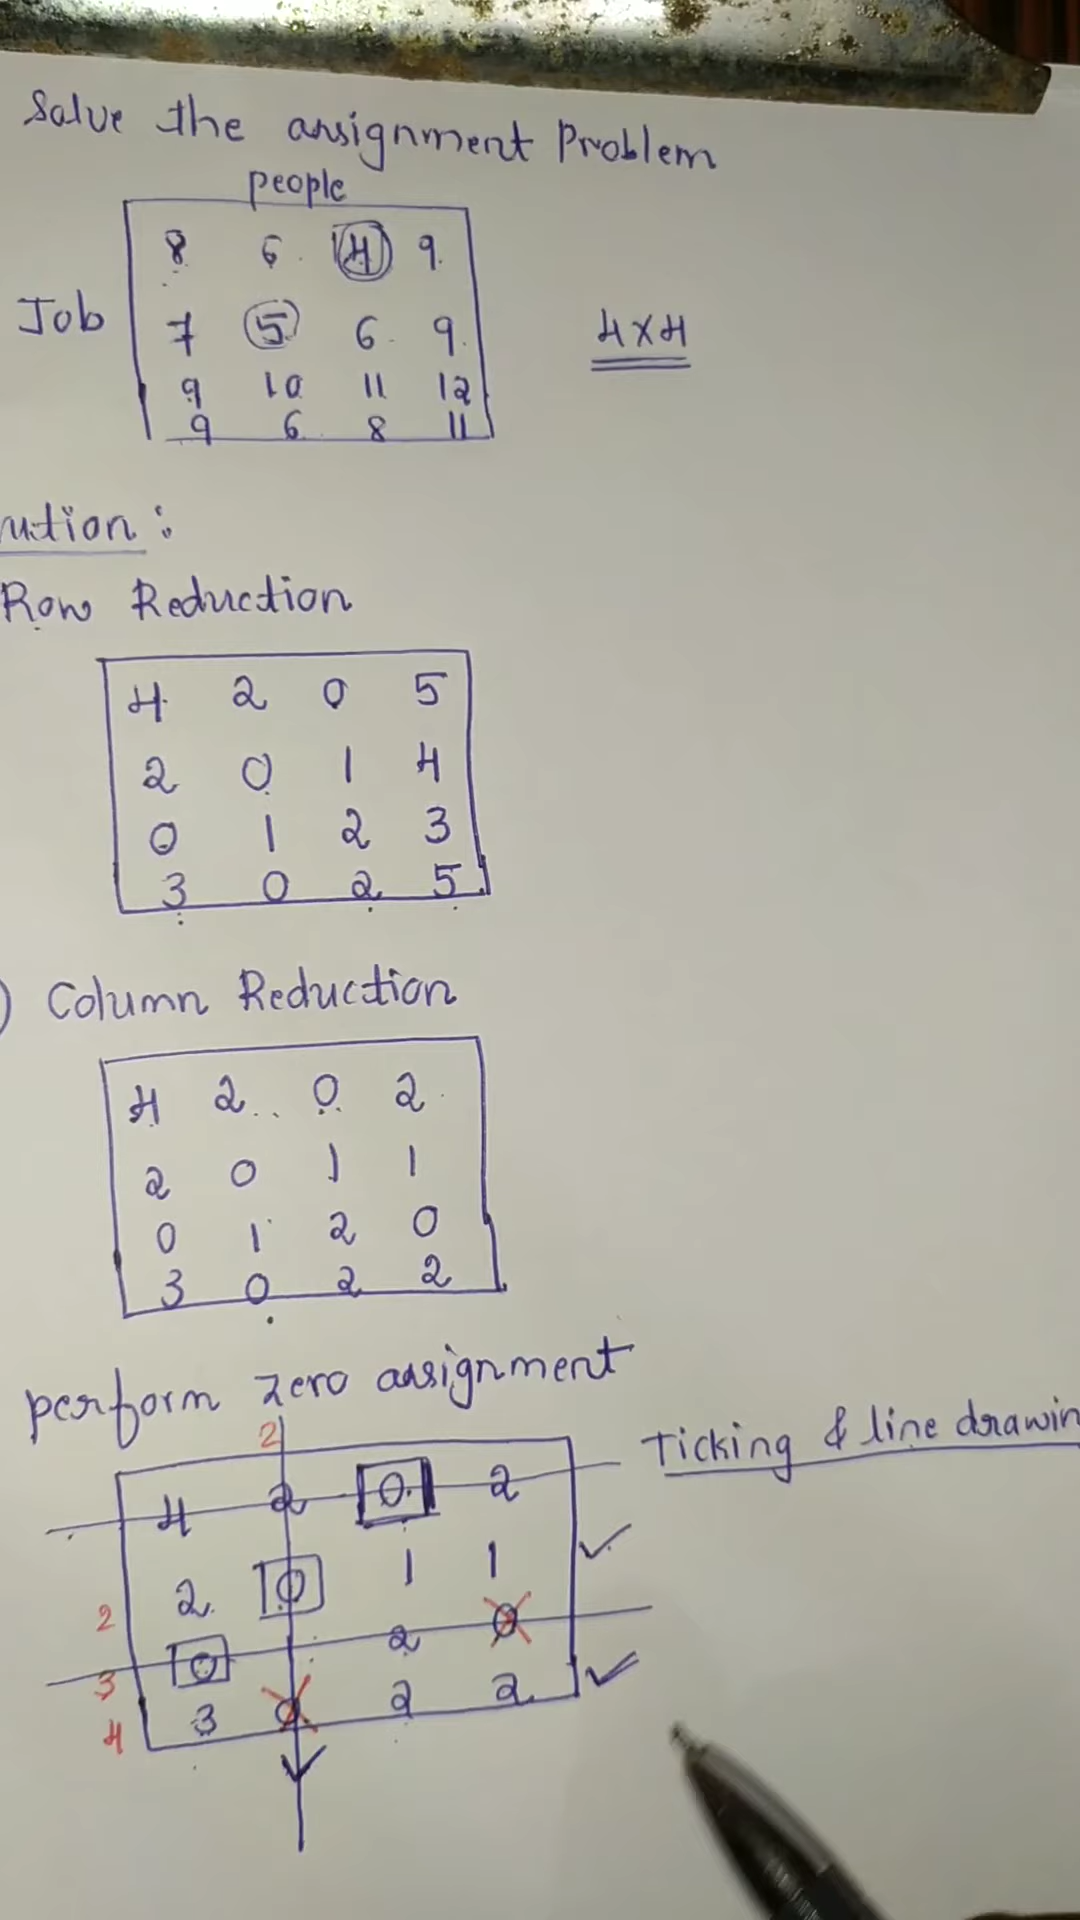 Solve the assignment Problem
people
8 6 4 9
Job
7 5 6 9
4x4
9 10 11 12
9 6 8 11
ution:
Row Reduction
4 2 0 5
2 0 1 4
0 1 2 3
3 0 2 5
) Column Reduction
4 2 0 2
2 0 1 1
0 1 2 0
3 0 2 2
perform zero assignment
Ticking & line drawin
2
4 2 0 2
2 0 1 1
2
0 2 0
3
3 0 2 2
4